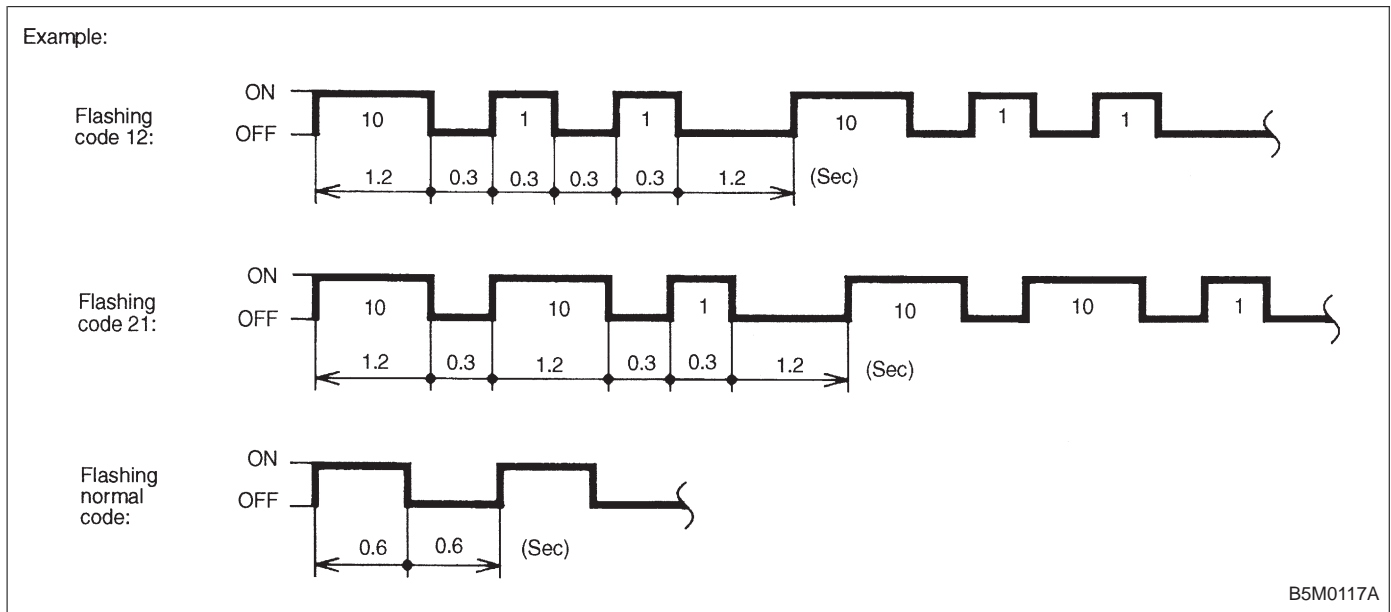 Example:
ON
Flashing
code 12:
OFF
10
1
1
10
1
1
1.2
0.3
0.3
0.3
0.3
1.2
(Sec)
ON
Flashing
code 21:
OFF
10
10
1
10
10
1
1.2
0.3
1.2
0.3
0.3
1.2
(Sec)
ON
Flashing
normal
code:
OFF
0.6
0.6
(Sec)
B5M0117A